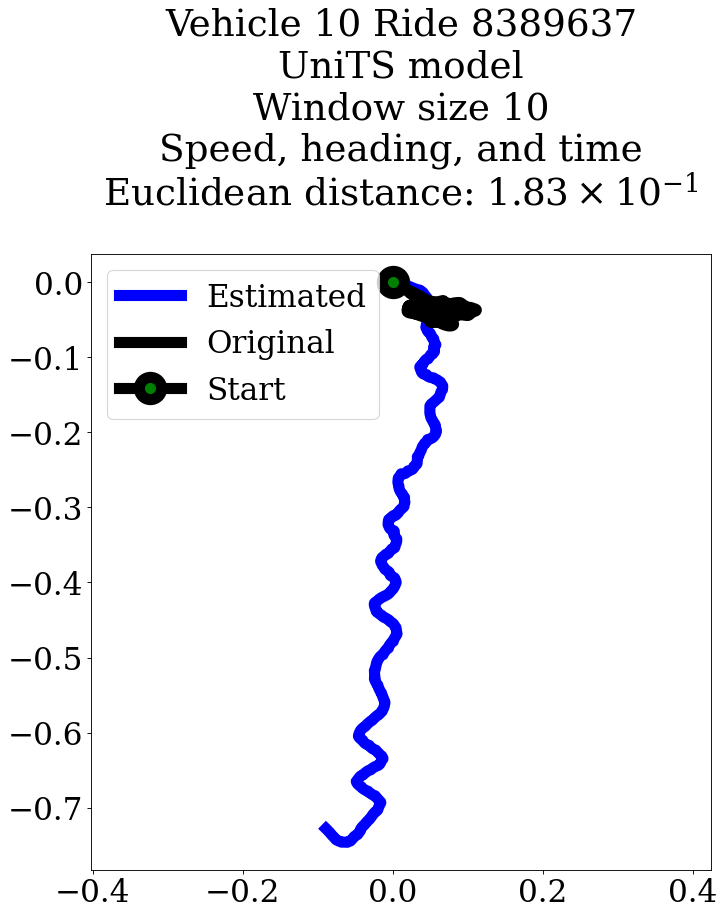 Vehicle 10 Ride 8389637
UniTS model
Window size 10
Speed, heading, and time
Euclidean distance: 1.83 × 10⁻¹
Estimated
Original
Start
0.0
−0.1
−0.2
−0.3
−0.4
−0.5
−0.6
−0.7
−0.4 −0.2 0.0 0.2 0.4